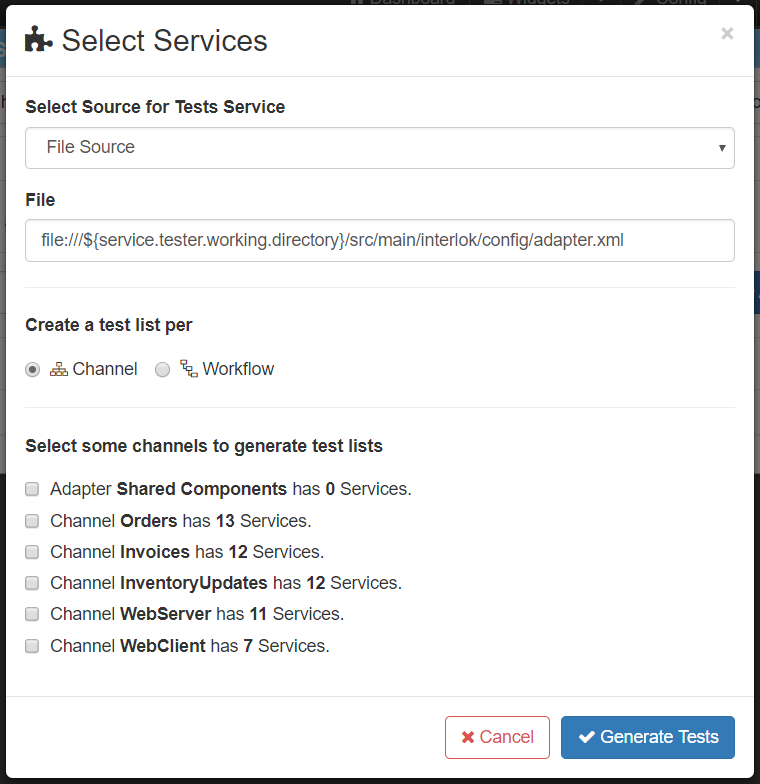 Dashboard
Widgets
Config
Select Services
×
Select Source for Tests Service
File Source
File
file:///${service.tester.working.directory}/src/main/interlok/config/adapter.xml
Create a test list per
Channel Workflow
Select some channels to generate test lists
Adapter Shared Components has 0 Services.
Channel Orders has 13 Services.
Channel Invoices has 12 Services.
Channel InventoryUpdates has 12 Services.
Channel WebServer has 11 Services.
Channel WebClient has 7 Services.
Cancel Generate Tests